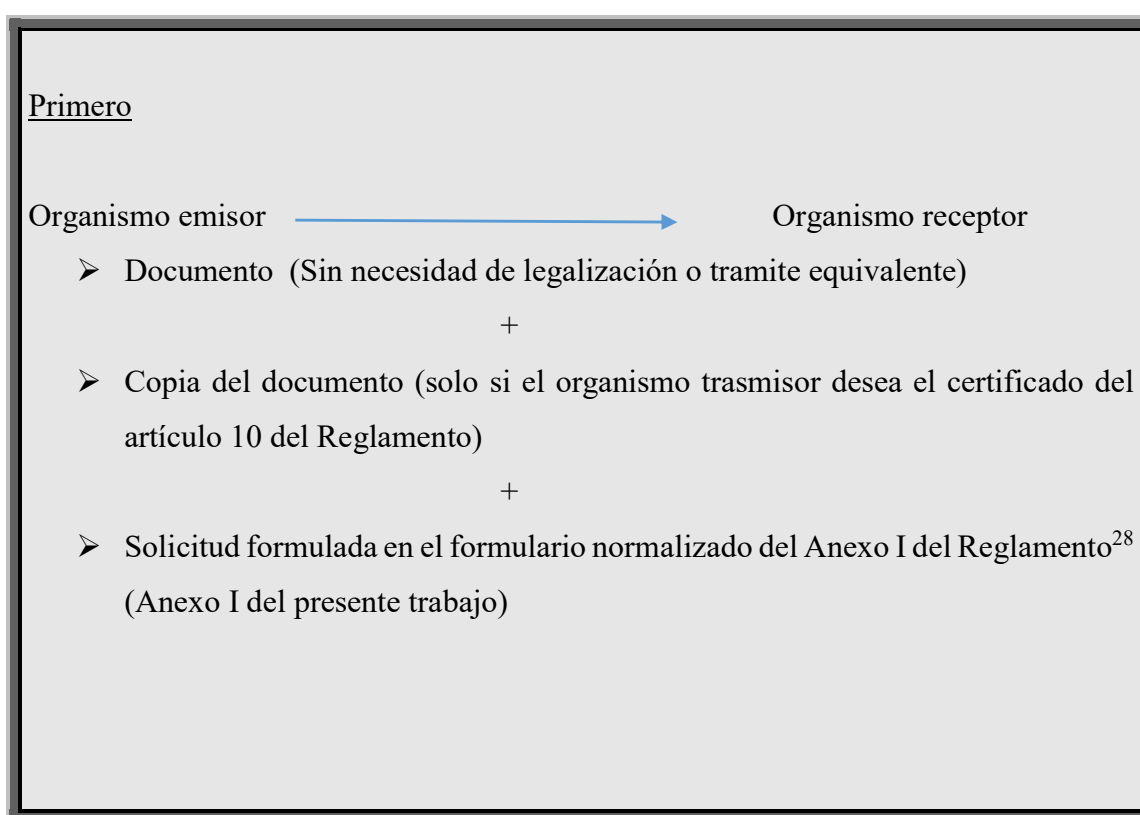 Primero
Organismo emisor Organismo receptor
➢ Documento (Sin necesidad de legalización o tramite equivalente)
+
➢ Copia del documento (solo si el organismo trasmisor desea el certificado del
artículo 10 del Reglamento)
+
➢ Solicitud formulada en el formulario normalizado del Anexo I del Reglamento28
(Anexo I del presente trabajo)